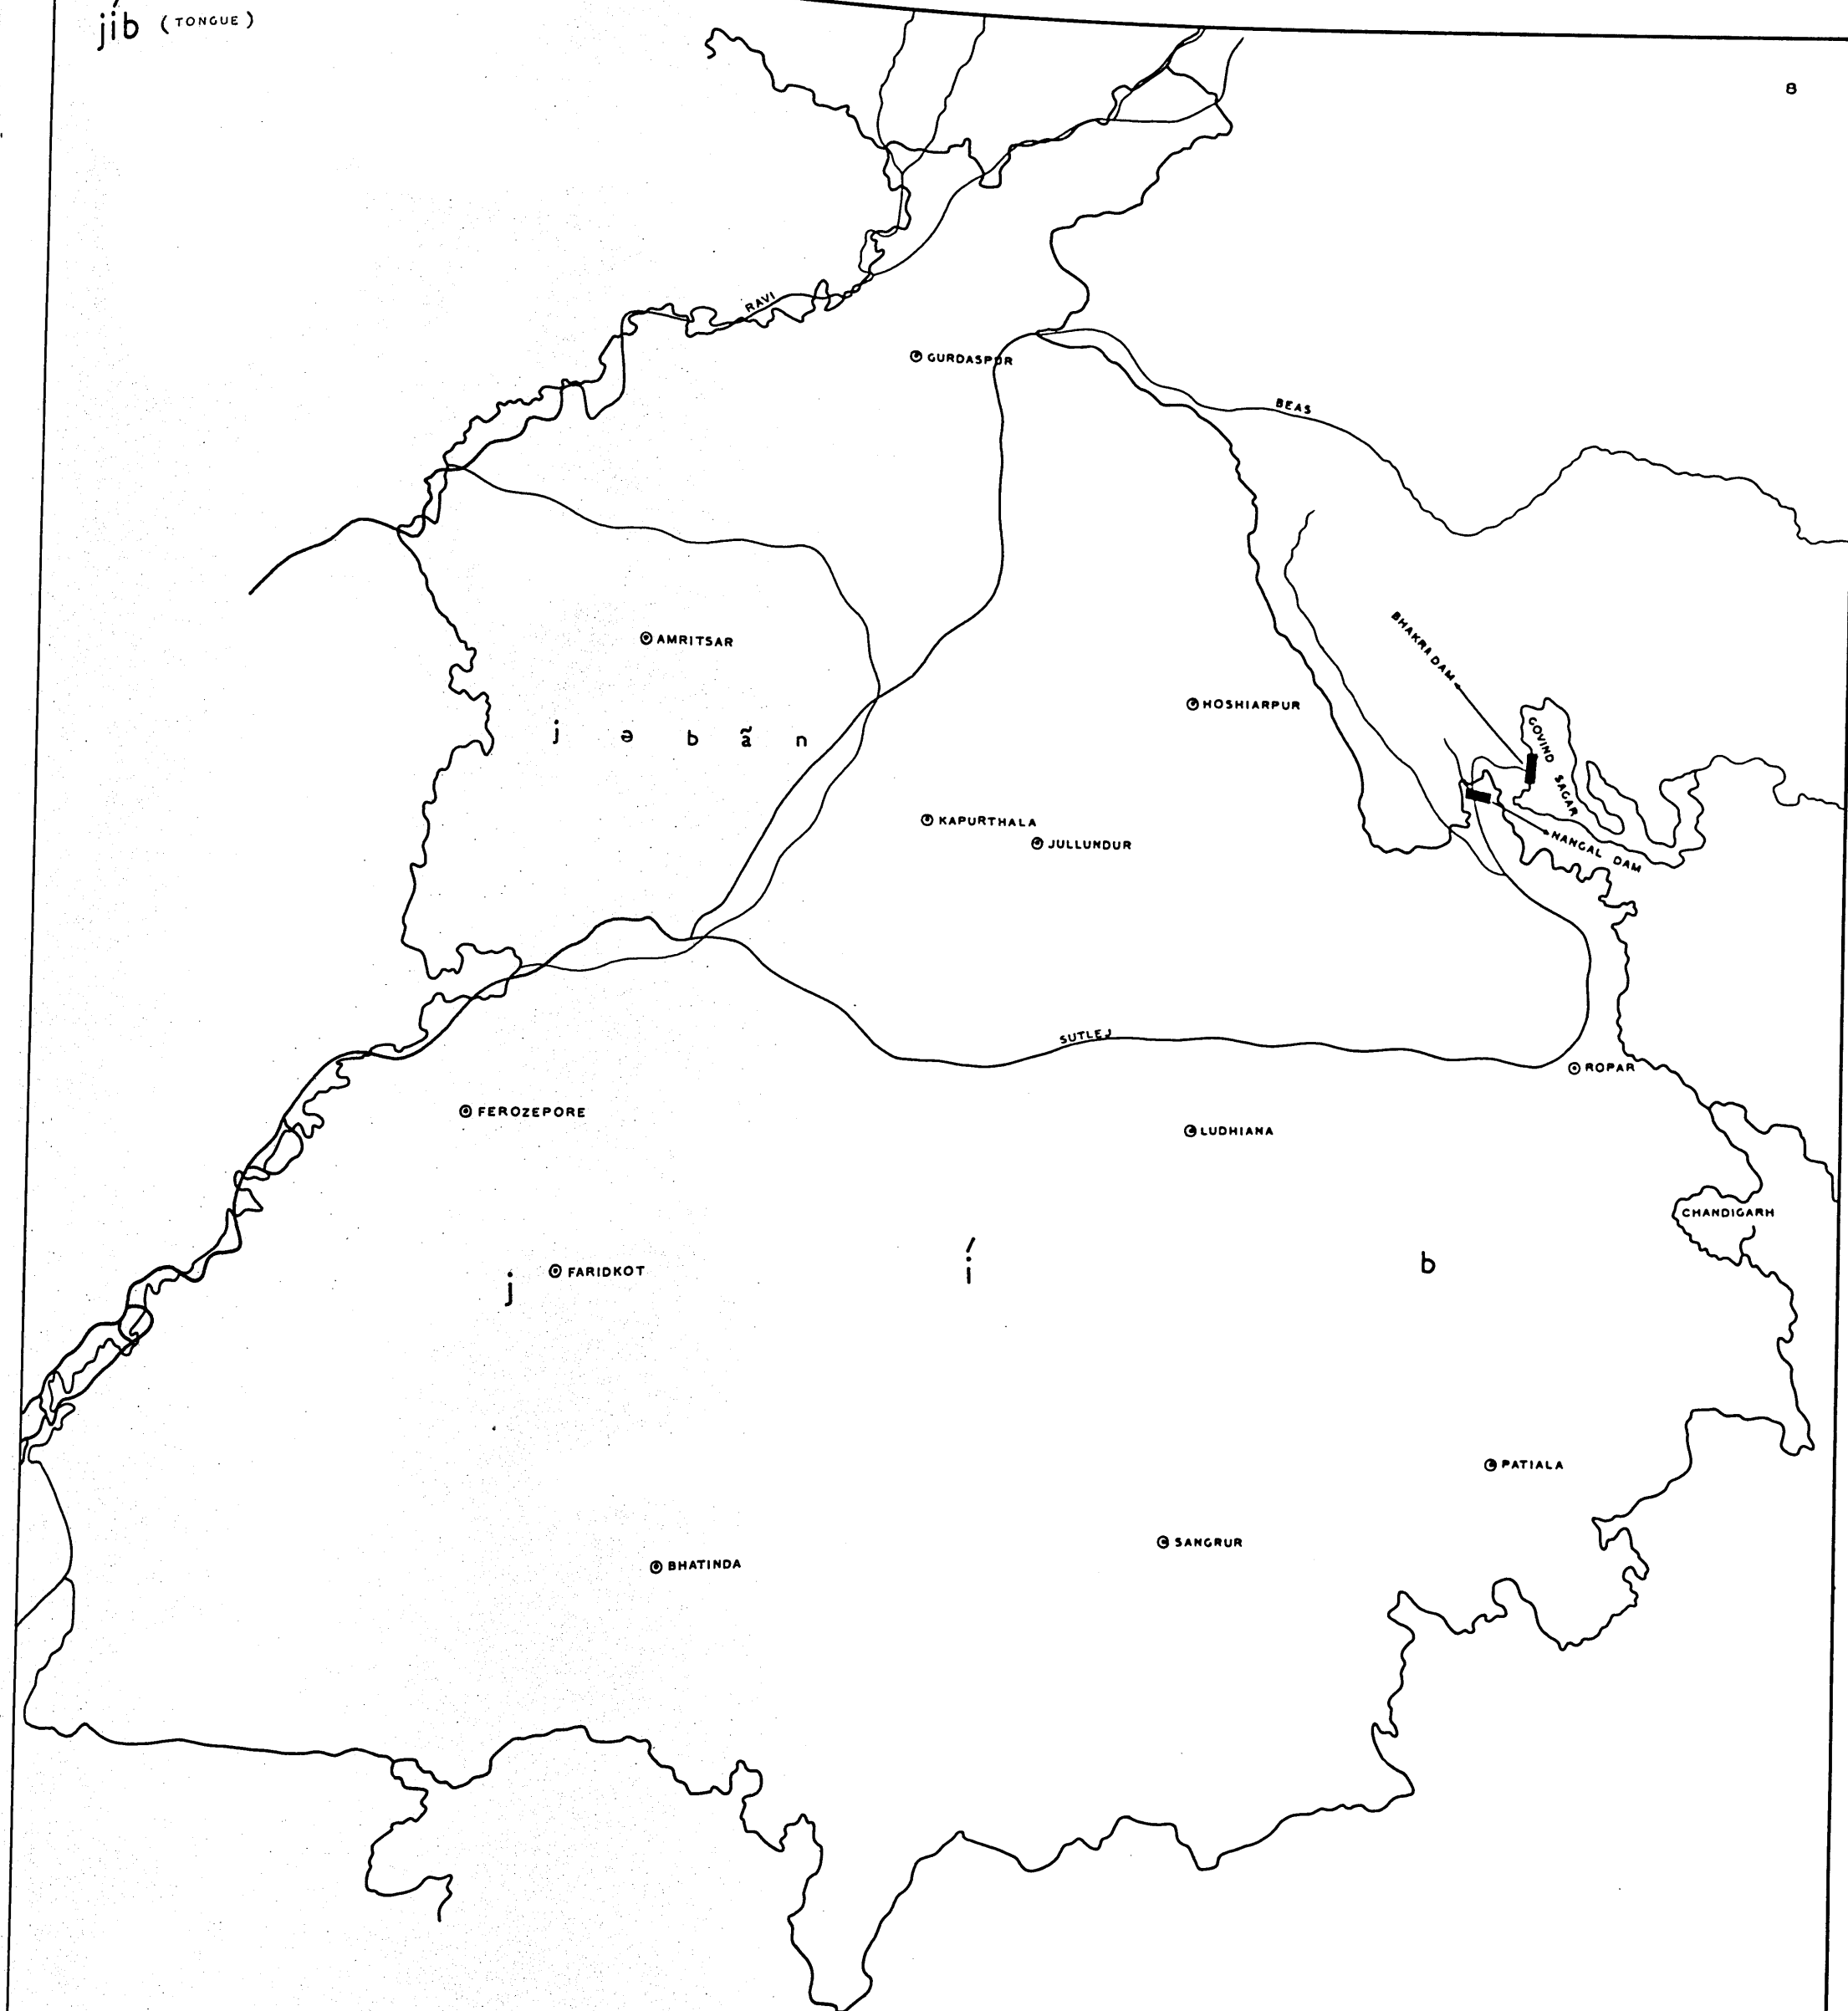 jíb (TONGUE)
8
RAVI
GURDASPUR
BEAS
AMRITSAR
BHAKRA DAM
HOSHIARPUR
GOVIND SAGAR
j ə b ã n
KAPURTHALA
JULLUNDUR
NANGAL DAM
SUTLEJ
ROPAR
FEROZEPORE
LUDHIANA
CHANDIGARH
j í b
FARIDKOT
PATIALA
SANGRUR
BHATINDA